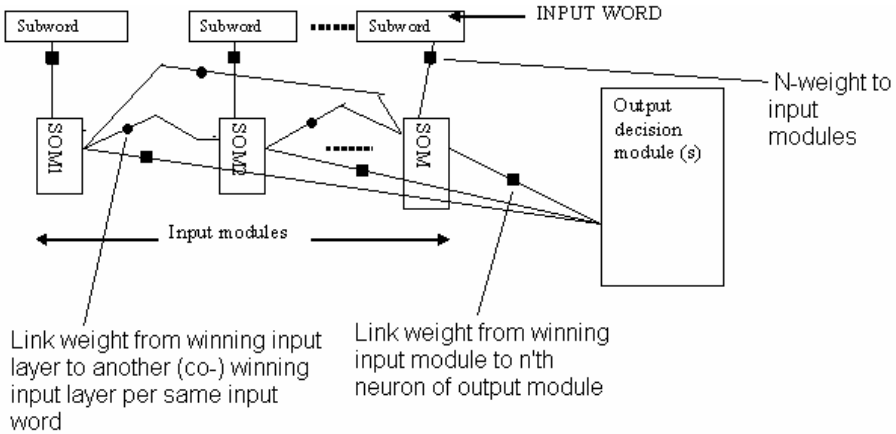 INPUT WORD
Subword
Subword
Subword
N-weight to
input
modules
Output
decision
module (s)
SOM1
SOM2
SOM
Input modules
Link weight from winning input
layer to another (co-) winning
input layer per same input
word
Link weight from winning
input module to n'th
neuron of output module